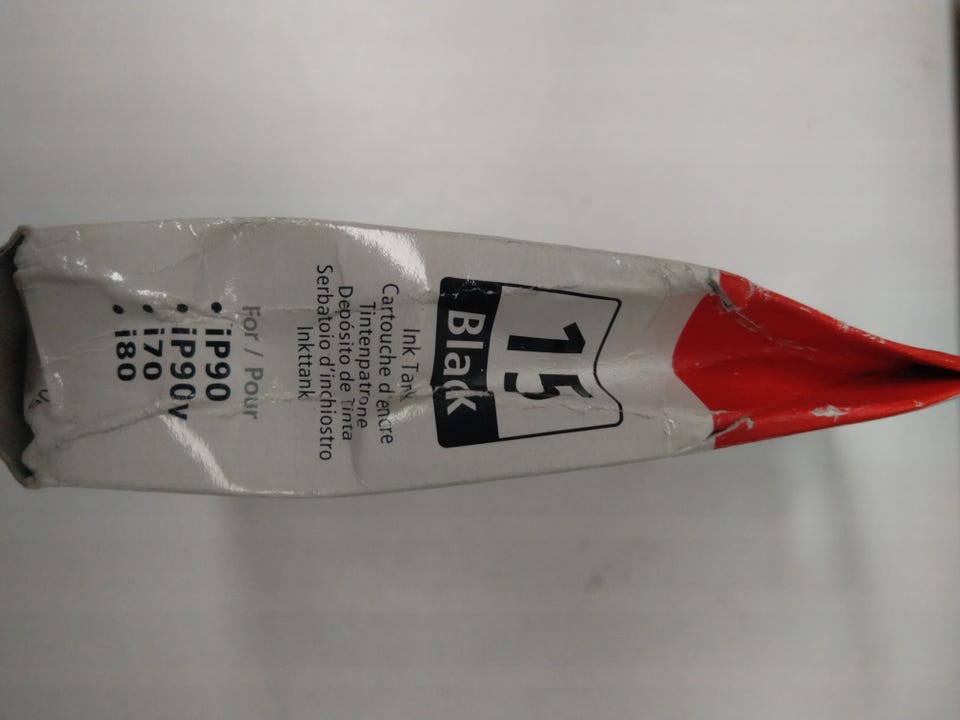 15
Black
Ink Tank
Cartouche d'encre
Tintenpatrone
Depósito de Tinta
Serbatoio d'inchiostro
Inkttank
For / Pour
• iP90
• iP90v
• i70
• i80